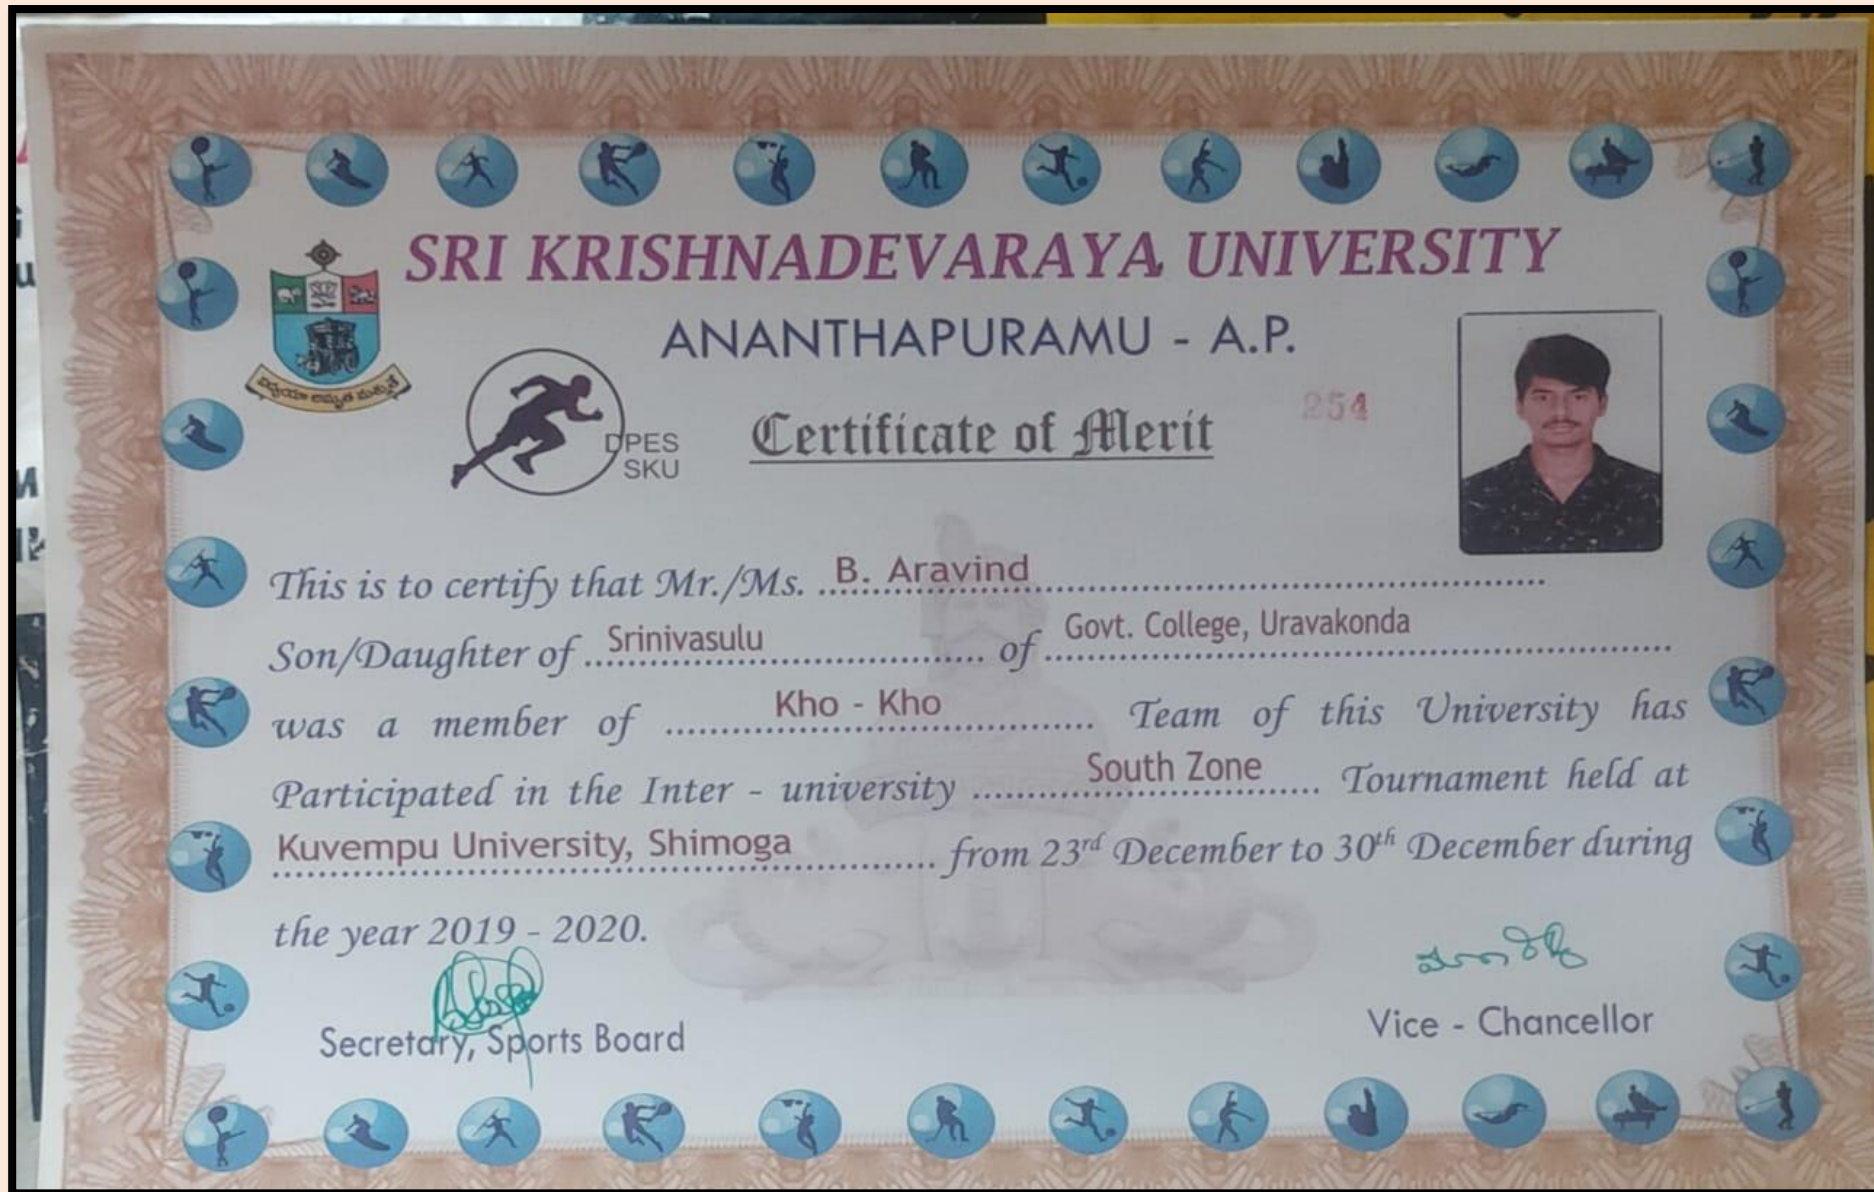 SRI KRISHNADEVARAYA UNIVERSITY
ANANTHAPURAMU - A.P.
DPES
SKU
Certificate of Merit
254
This is to certify that Mr./Ms. B. Aravind
Son/Daughter of Srinivasulu of Govt. College, Uravakonda
was a member of Kho - Kho Team of this University has
Participated in the Inter - university South Zone Tournament held at
Kuvempu University, Shimoga from 23rd December to 30th December during
the year 2019 - 2020.
Secretary, Sports Board
Vice - Chancellor